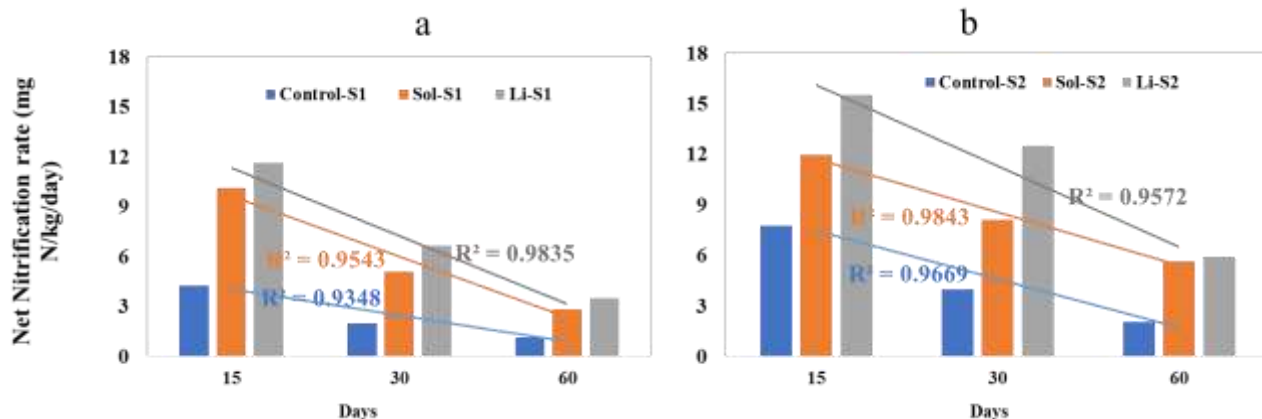 a
Net Nitrification rate (mg
N/kg/day)
18
15
12
9
6
3
0
Control-S1 Sol-S1 Li-S1
R² = 0.9835
R² = 0.9543
R² = 0.9348
15 30 60
Days
b
18
15
12
9
6
3
0
Control-S2 Sol-S2 Li-S2
R² = 0.9572
R² = 0.9843
R² = 0.9669
15 30 60
Days